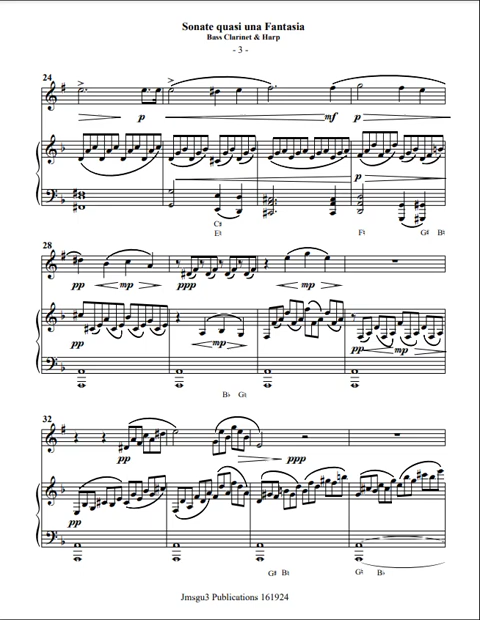 Sonate quasi una Fantasia
Bass Clarinet & Harp
- 3 -
24
p
mf
p
p
C♮
E♮
F♮
G♯
B♮
28
pp
mp
ppp
mp
pp
mp
pp
mp
B♭
G♮
32
pp
ppp
pp
G♯
B♮
G♮
B♭
Jmsgu3 Publications 161924